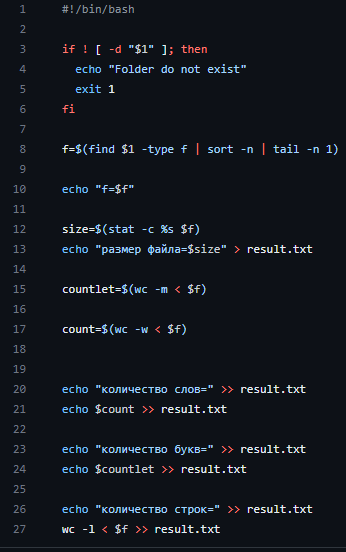 1 #!/bin/bash
2
3 if ! [ -d "$1" ]; then
4 echo "Folder do not exist"
5 exit 1
6 fi
7
8 f=$(find $1 -type f | sort -n | tail -n 1)
9
10 echo "f=$f"
11
12 size=$(stat -c %s $f)
13 echo "размер файла=$size" > result.txt
14
15 countlet=$(wc -m < $f)
16
17 count=$(wc -w < $f)
18
19
20 echo "количество слов=" >> result.txt
21 echo $count >> result.txt
22
23 echo "количество букв=" >> result.txt
24 echo $countlet >> result.txt
25
26 echo "количество строк=" >> result.txt
27 wc -l < $f >> result.txt